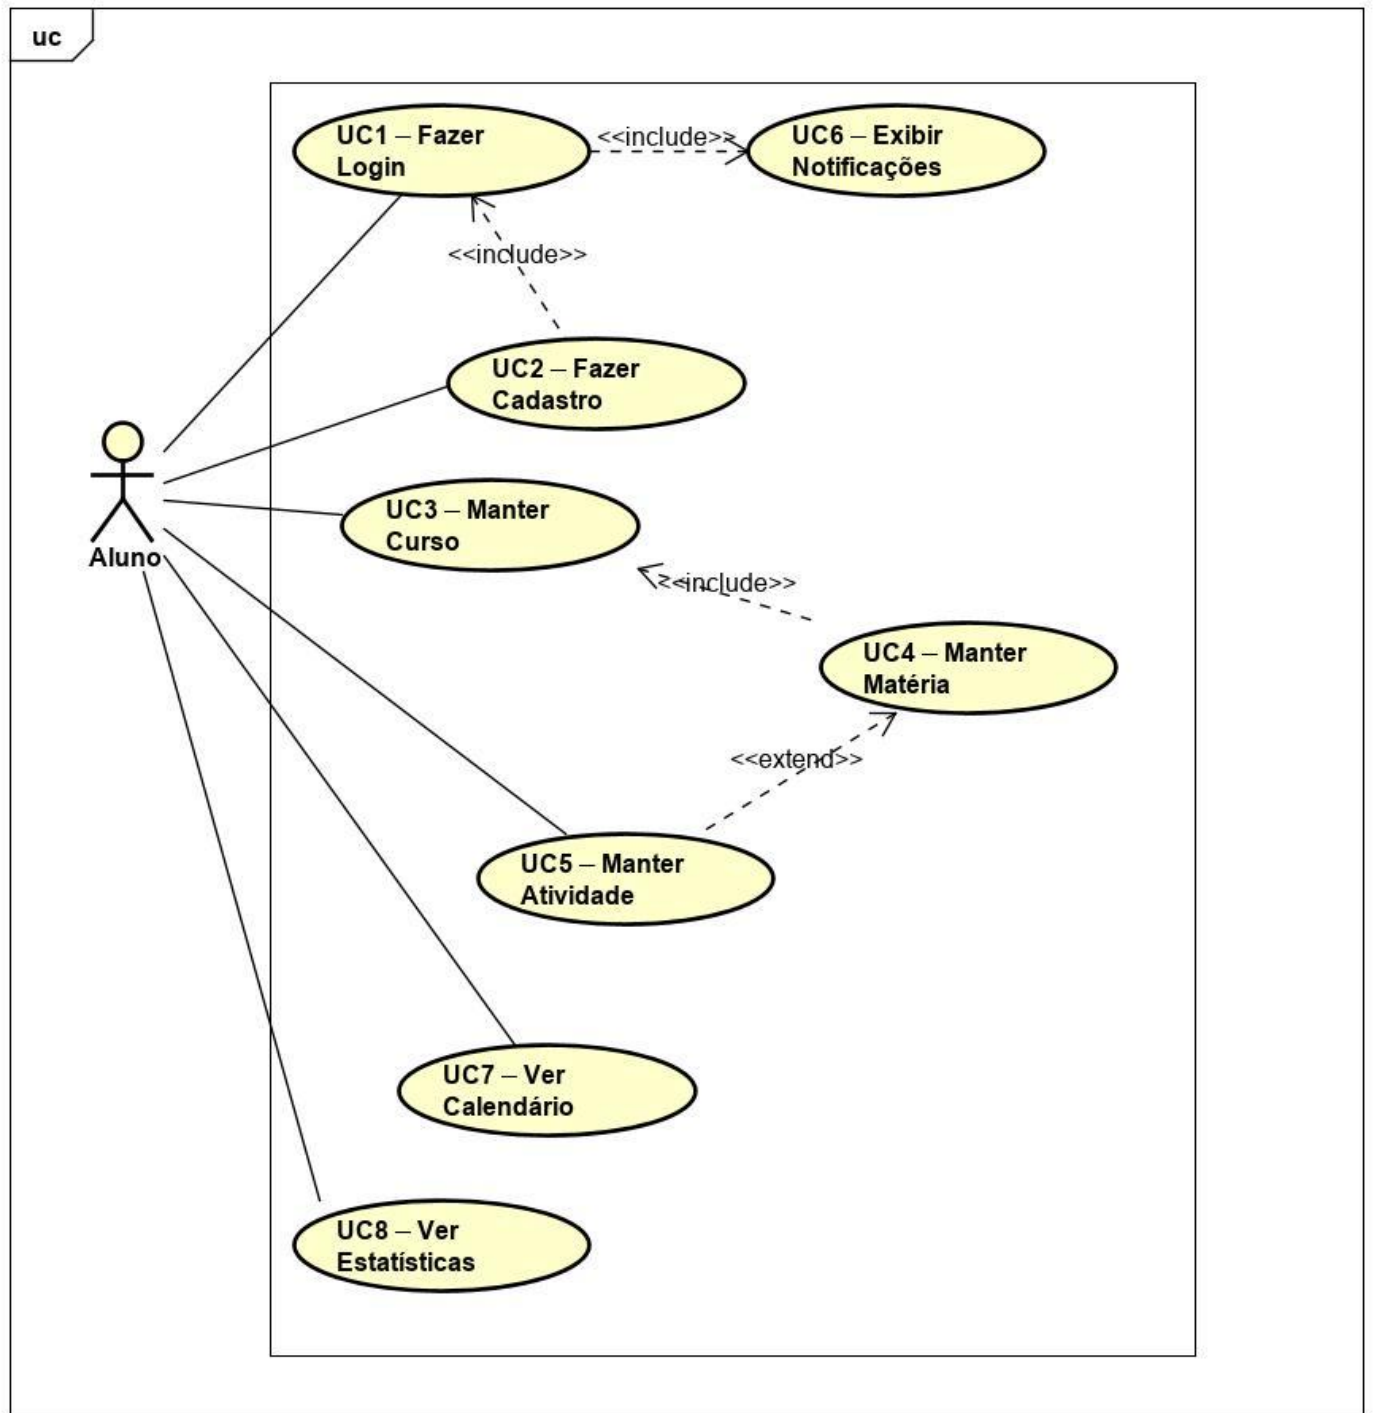 uc
UC1 – Fazer
Login
<<include>>
UC6 – Exibir
Notificações
<<include>>
UC2 – Fazer
Cadastro
UC3 – Manter
Curso
Aluno
<<include>>
UC4 – Manter
Matéria
<<extend>>
UC5 – Manter
Atividade
UC7 – Ver
Calendário
UC8 – Ver
Estatísticas